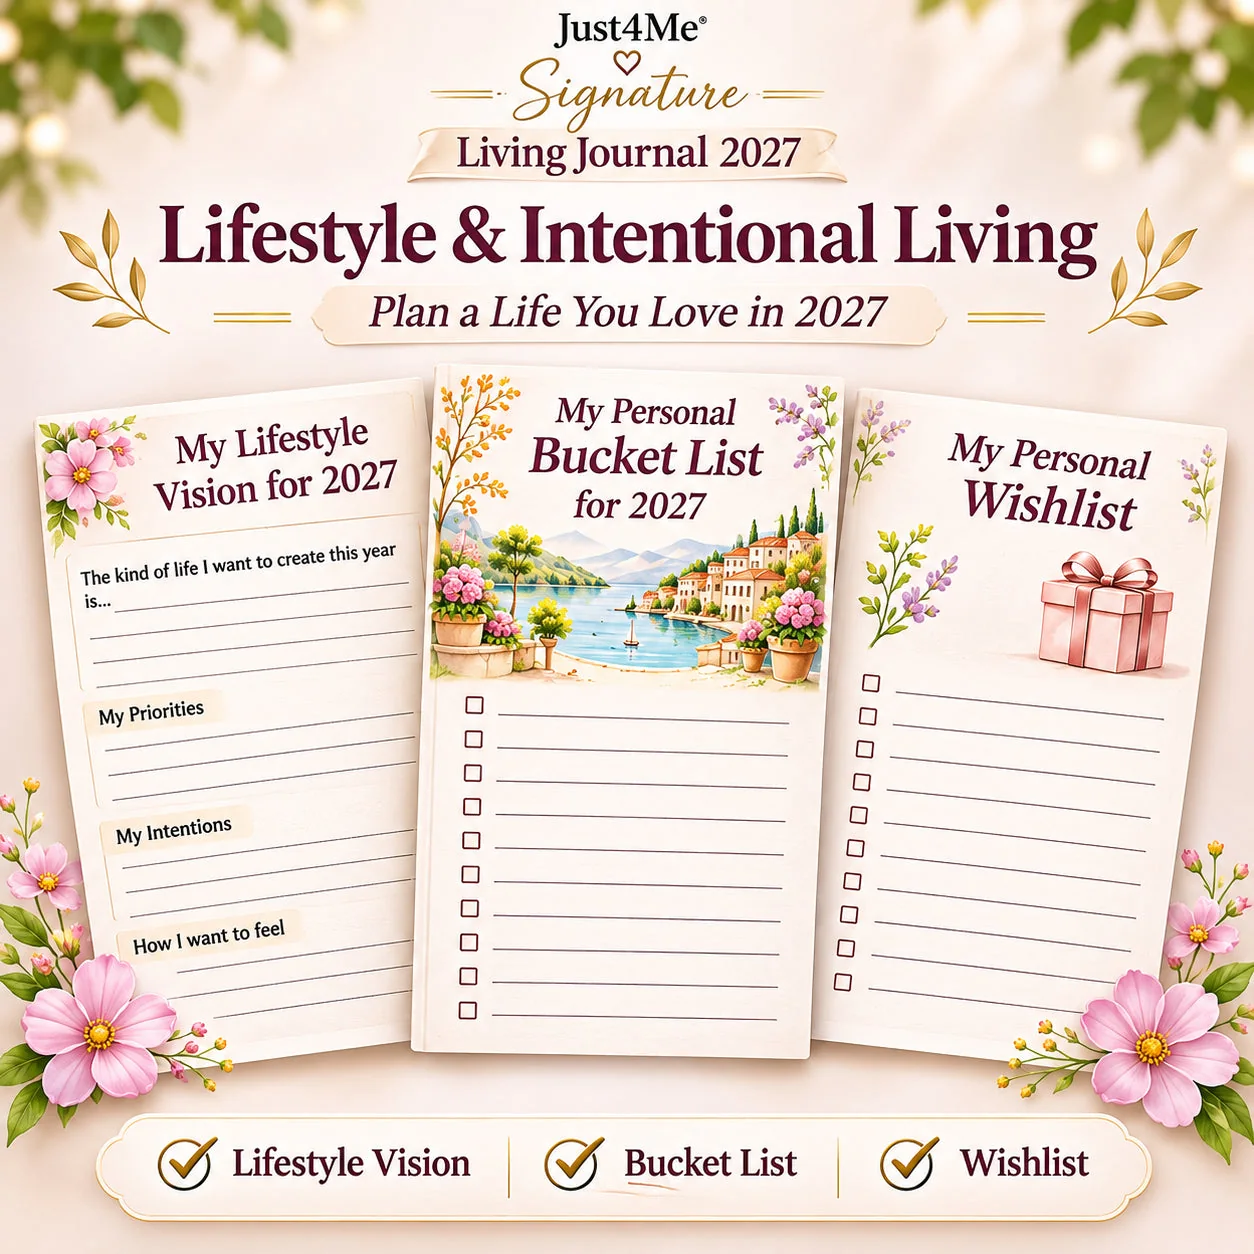 Just4Me®
Signature
Living Journal 2027
Lifestyle & Intentional Living
Plan a Life You Love in 2027
My Lifestyle
Vision for 2027
The kind of life I want to create this year
is...
My Priorities
My Intentions
How I want to feel
My Personal
Bucket List
for 2027
My Personal
Wishlist
Lifestyle Vision
Bucket List
Wishlist